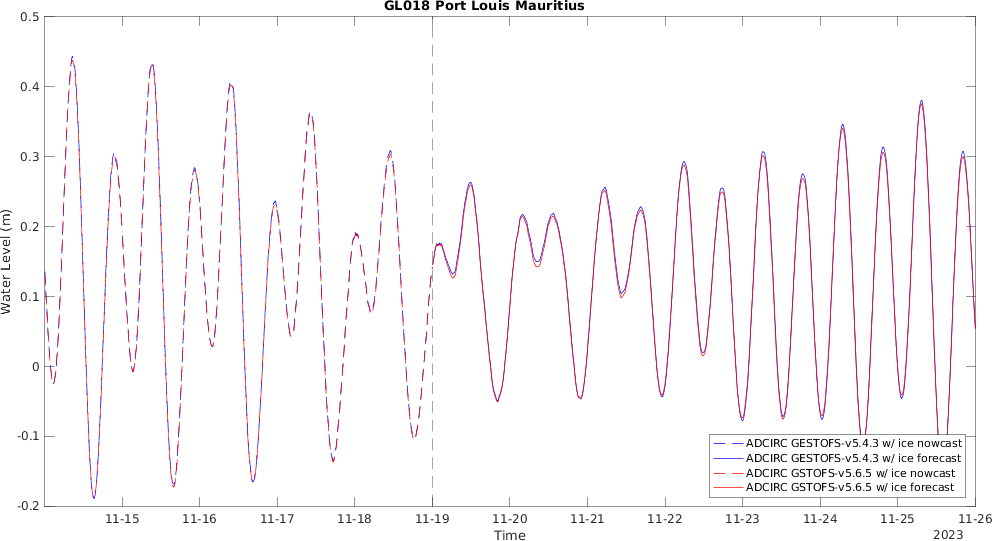 GL018 Port Louis Mauritius
0.5
0.4
0.3
0.2
0.1
0
-0.1
-0.2
Water Level (m)
ADCIRC GESTOFS-v5.4.3 w/ ice nowcast
ADCIRC GESTOFS-v5.4.3 w/ ice forecast
ADCIRC GSTOFS-v5.6.5 w/ ice nowcast
ADCIRC GSTOFS-v5.6.5 w/ ice forecast
11-15 11-16 11-17 11-18 11-19 11-20 11-21 11-22 11-23 11-24 11-25 11-26
Time
2023